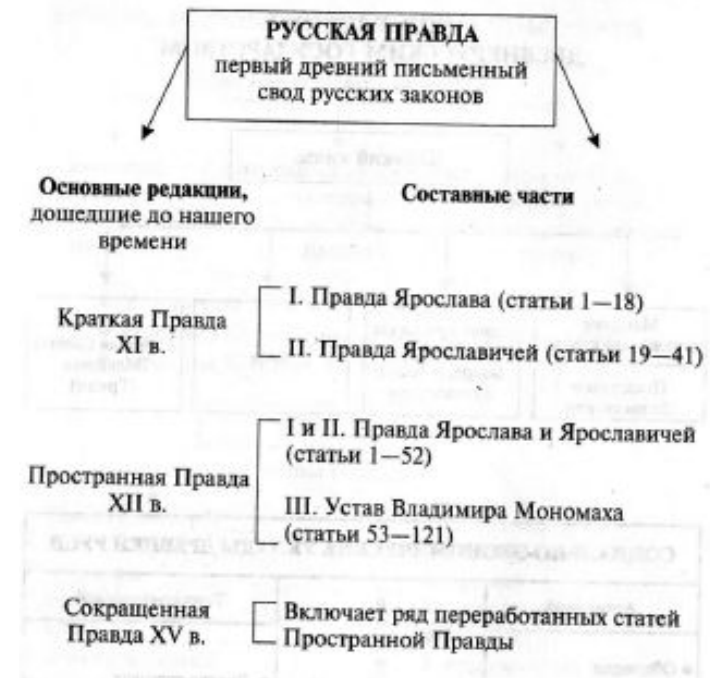 РУССКАЯ ПРАВДА
первый древний письменный
свод русских законов
Основные редакции,
дошедшие до нашего
времени
Составные части
Краткая Правда
XI в.
I. Правда Ярослава (статьи 1—18)
II. Правда Ярославичей (статьи 19—41)
Пространная Правда
XII в.
I и II. Правда Ярослава и Ярославичей
(статьи 1—52)
III. Устав Владимира Мономаха
(статьи 53—121)
Сокращенная
Правда XV в.
Включает ряд переработанных статей
Пространной Правды